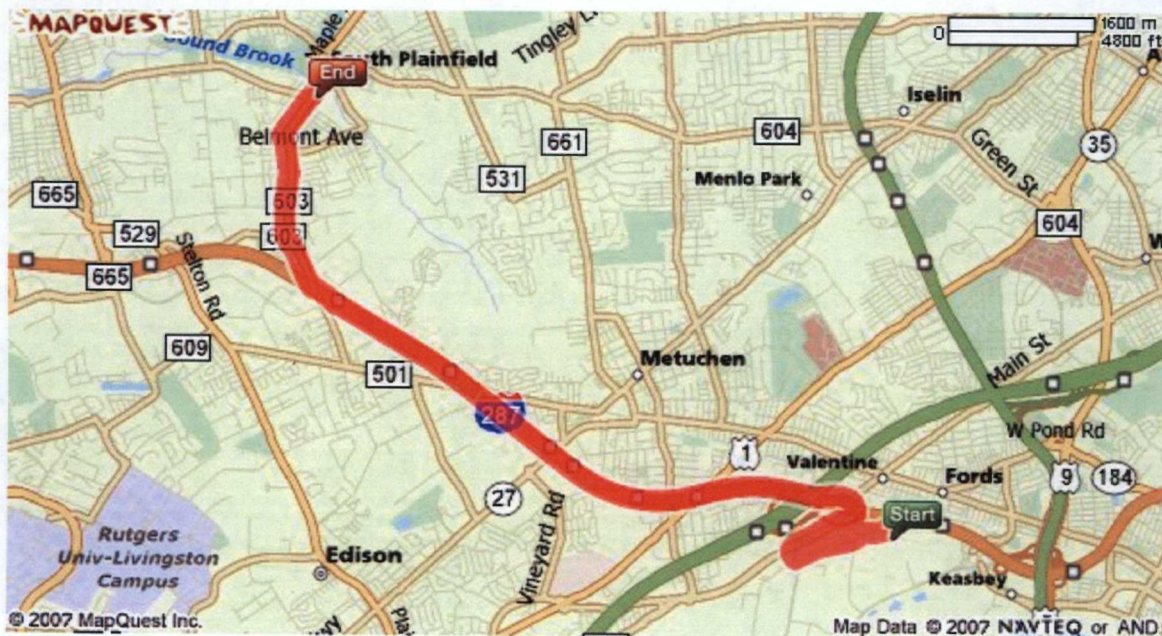 MAPQUEST
1600 m
0
4800 ft
Bound Brook
Maple
South Plainfield
Tingley L
End
Iselin
Belmont Ave
661
604
35
Green St
665
531
Menlo Park
603
604
529
603
665
Stelton Rd
609
501
Metuchen
Main St
287
W Pond Rd
1
Valentine
Fords
9
184
27
Start
Vineyard Rd
Rutgers
Univ-Livingston
Campus
Edison
Keasbey
© 2007 MapQuest Inc.
Map Data © 2007 NAVTEQ or AND